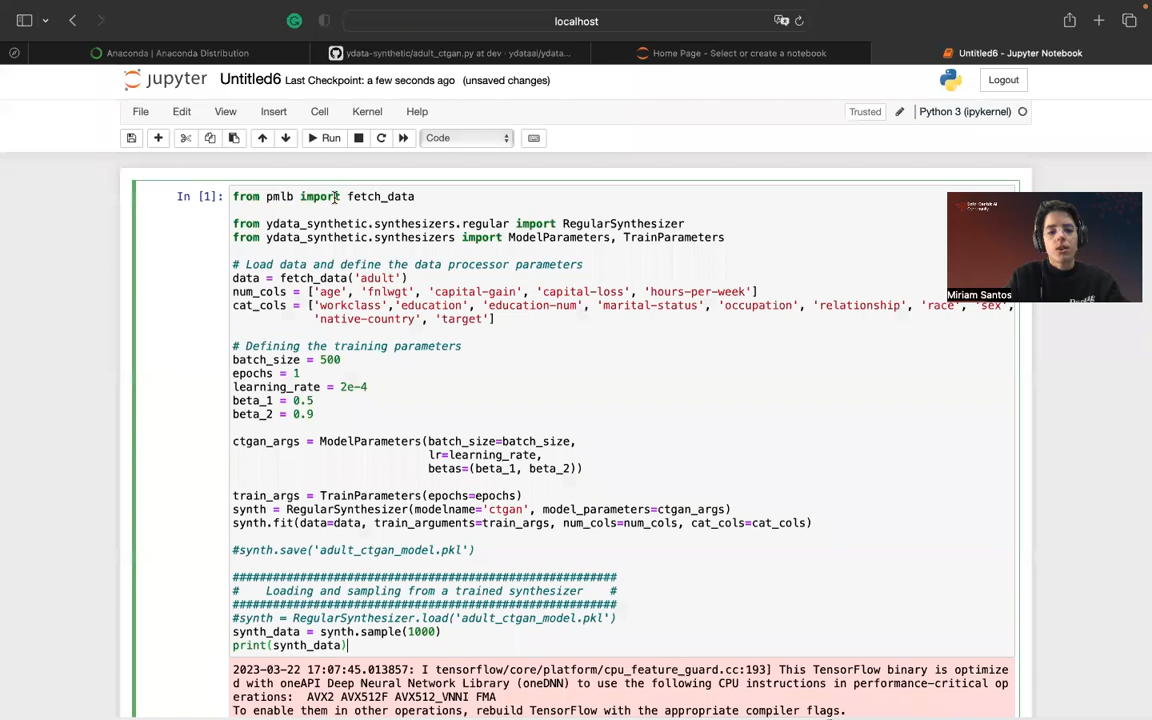 localhost
Anaconda | Anaconda Distribution
ydata-synthetic/adult_ctgan.py at dev · ydataai/ydata...
Home Page - Select or create a notebook
Untitled6 - Jupyter Notebook
jupyter Untitled6 Last Checkpoint: a few seconds ago (unsaved changes)
Logout
File Edit View Insert Cell Kernel Help
Trusted Python 3 (ipykernel)
Run Code
In [1]: from pmlb import fetch_data
from ydata_synthetic.synthesizers.regular import RegularSynthesizer
from ydata_synthetic.synthesizers import ModelParameters, TrainParameters
# Load data and define the data processor parameters
data = fetch_data('adult')
num_cols = ['age', 'fnlwgt', 'capital-gain', 'capital-loss', 'hours-per-week']
cat_cols = ['workclass','education', 'education-num', 'marital-status', 'occupation', 'relationship', 'race', 'sex',
'native-country', 'target']
# Defining the training parameters
batch_size = 500
epochs = 1
learning_rate = 2e-4
beta_1 = 0.5
beta_2 = 0.9
ctgan_args = ModelParameters(batch_size=batch_size,
lr=learning_rate,
betas=(beta_1, beta_2))
train_args = TrainParameters(epochs=epochs)
synth = RegularSynthesizer(modelname='ctgan', model_parameters=ctgan_args)
synth.fit(data=data, train_arguments=train_args, num_cols=num_cols, cat_cols=cat_cols)
#synth.save('adult_ctgan_model.pkl')
#########################################################
#    Loading and sampling from a trained synthesizer    #
#########################################################
#synth = RegularSynthesizer.load('adult_ctgan_model.pkl')
synth_data = synth.sample(1000)
print(synth_data)
2023-03-22 17:07:45.013857: I tensorflow/core/platform/cpu_feature_guard.cc:193] This TensorFlow binary is optimize
d with oneAPI Deep Neural Network Library (oneDNN) to use the following CPU instructions in performance-critical op
erations:  AVX2 AVX512F AVX512_VNNI FMA
To enable them in other operations, rebuild TensorFlow with the appropriate compiler flags.
Data-Centric AI
Community
Miriam Santos